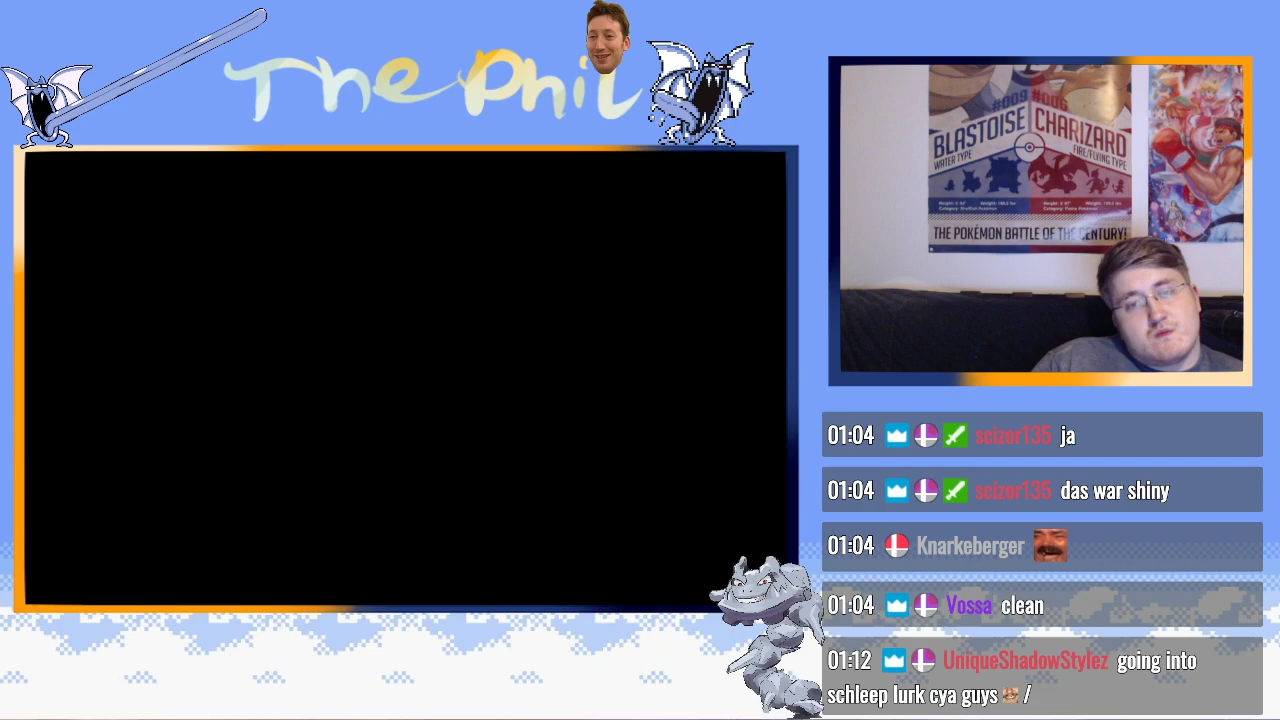 The Phil
#009 #006
BLASTOISE CHARIZARD
WATER TYPE FIRE/FLYING TYPE
THE POKÉMON BATTLE OF THE CENTURY!
01:04 scizor135 ja
01:04 scizor135 das war shiny
01:04 Knarkeberger
01:04 Vossa clean
01:12 UniqueShadowStylez going into
schleep lurk cya guys /